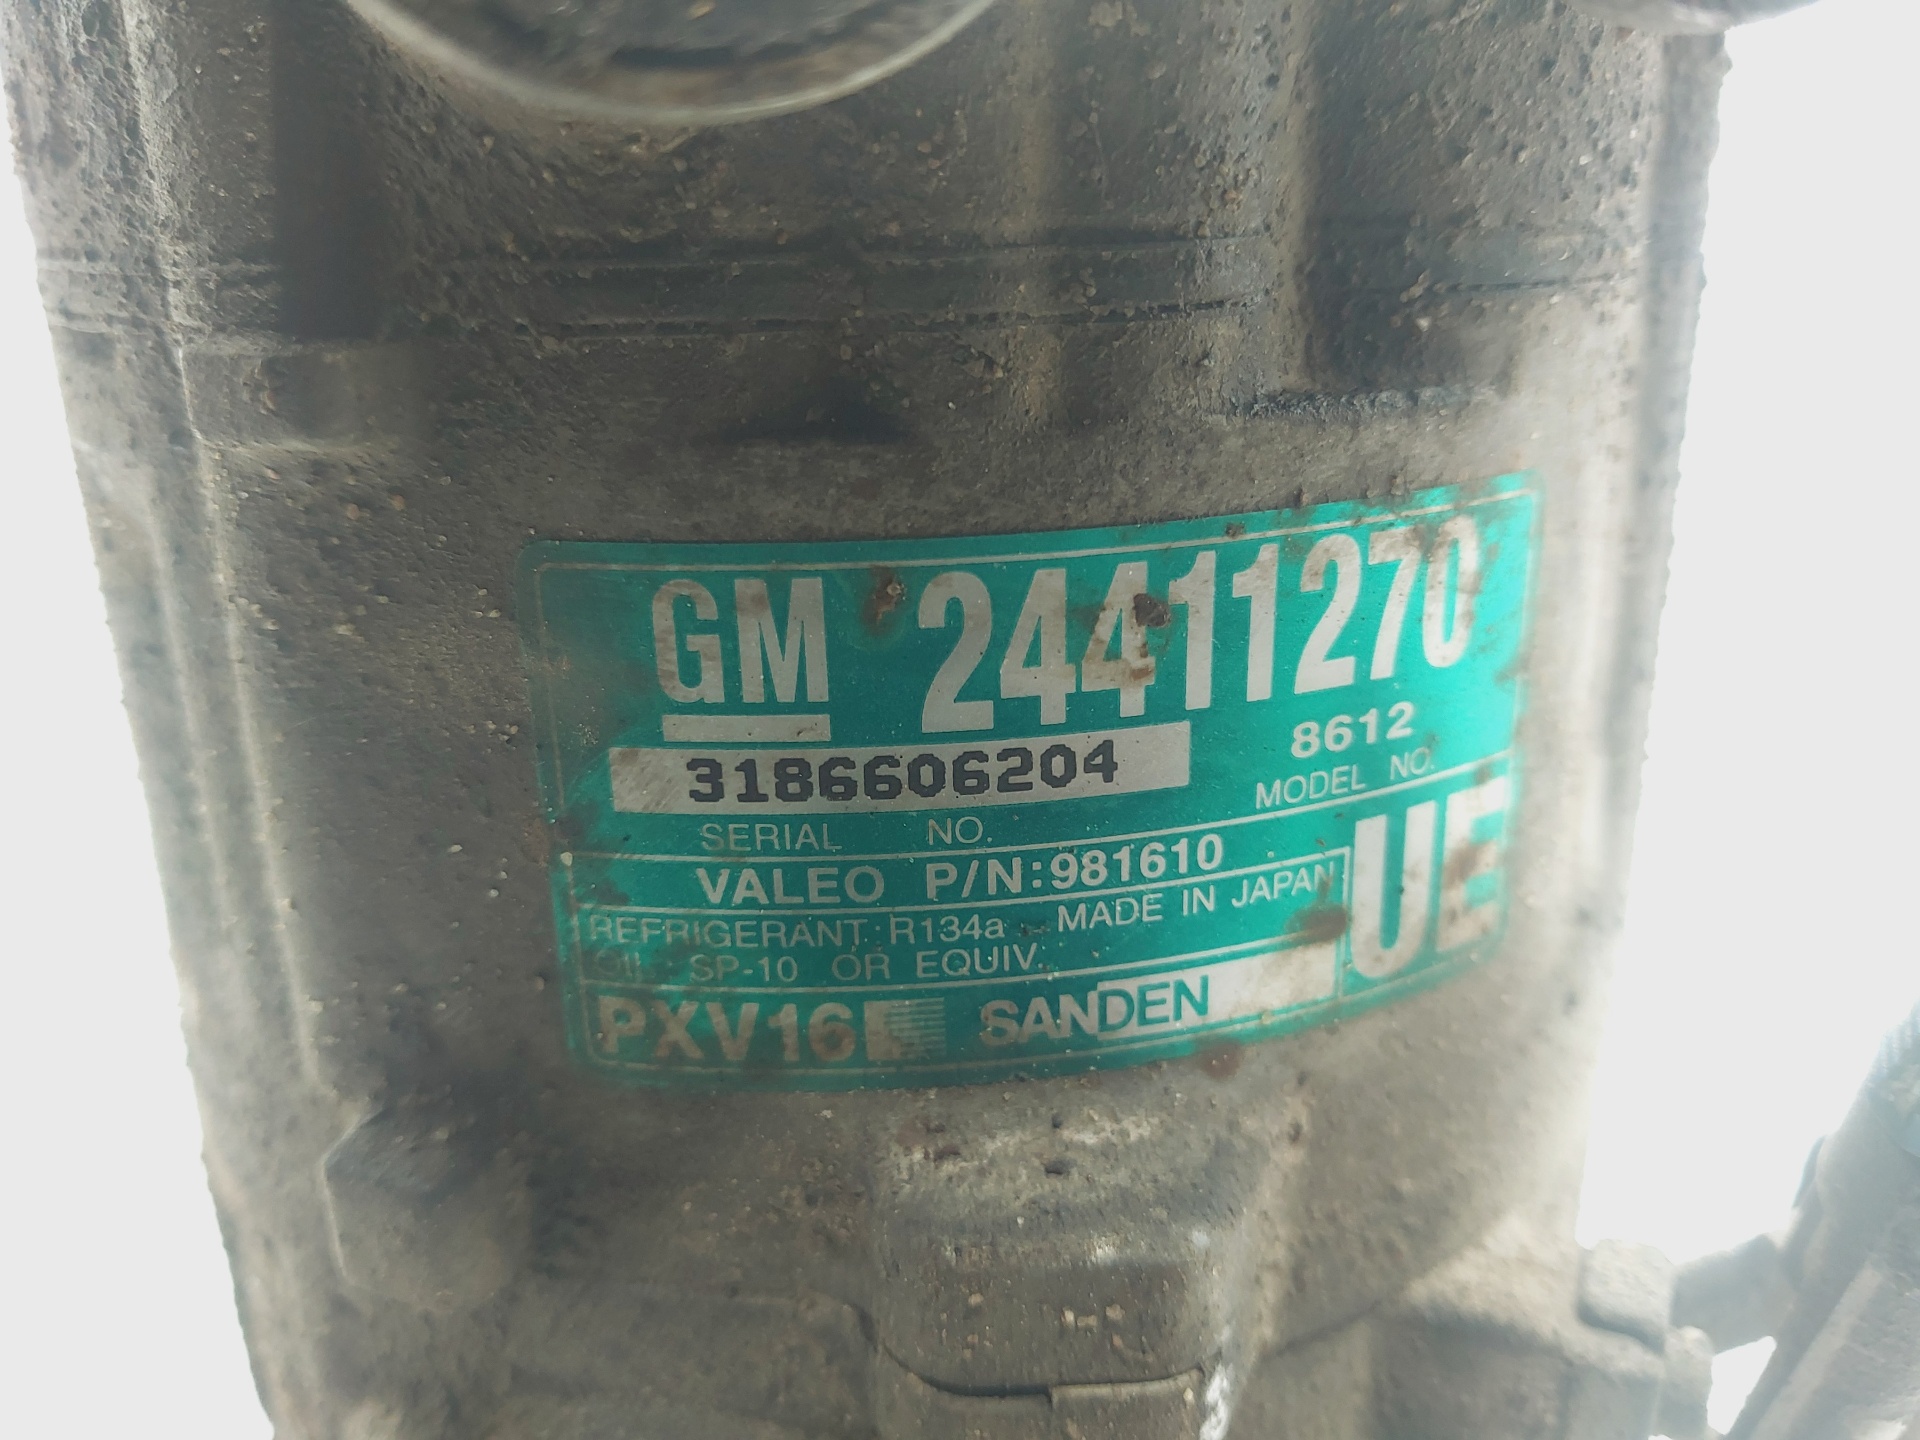 GM 24411270
3186606204
8612
SERIAL NO.
MODEL NO.
VALEO P/N:981610
UE
REFRIGERANT:R134a MADE IN JAPAN
OIL SP-10 OR EQUIV.
PXV16 SANDEN